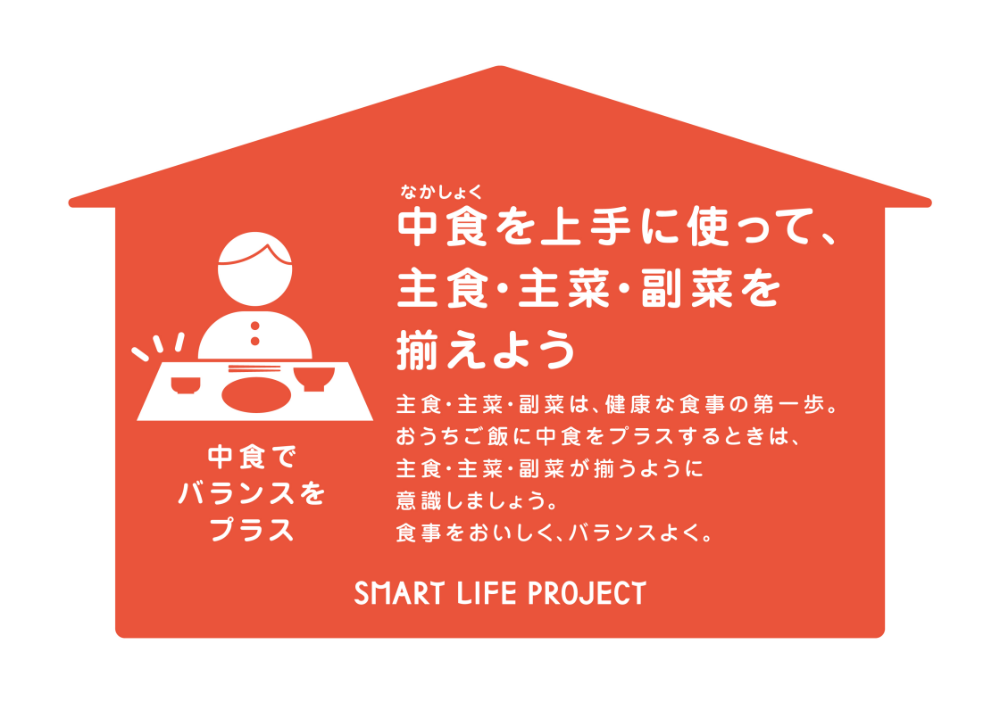 なかしょく
中食を上手に使って、
主食・主菜・副菜を
揃えよう
主食・主菜・副菜は、健康な食事の第一歩。
おうちご飯に中食をプラスするときは、
主食・主菜・副菜が揃うように
意識しましょう。
食事をおいしく、バランスよく。
中食で
バランスを
プラス
SMART LIFE PROJECT